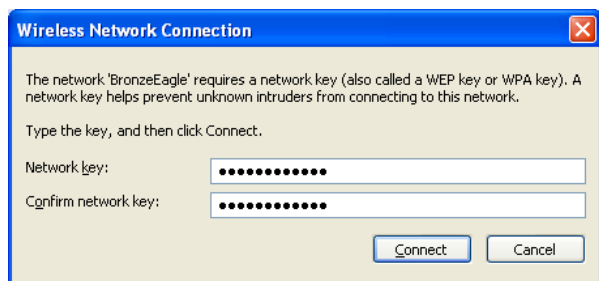 Wireless Network Connection
The network 'BronzeEagle' requires a network key (also called a WEP key or WPA key). A
network key helps prevent unknown intruders from connecting to this network.
Type the key, and then click Connect.
Network key: ●●●●●●●●●●●●
Confirm network key: ●●●●●●●●●●●●
Connect Cancel